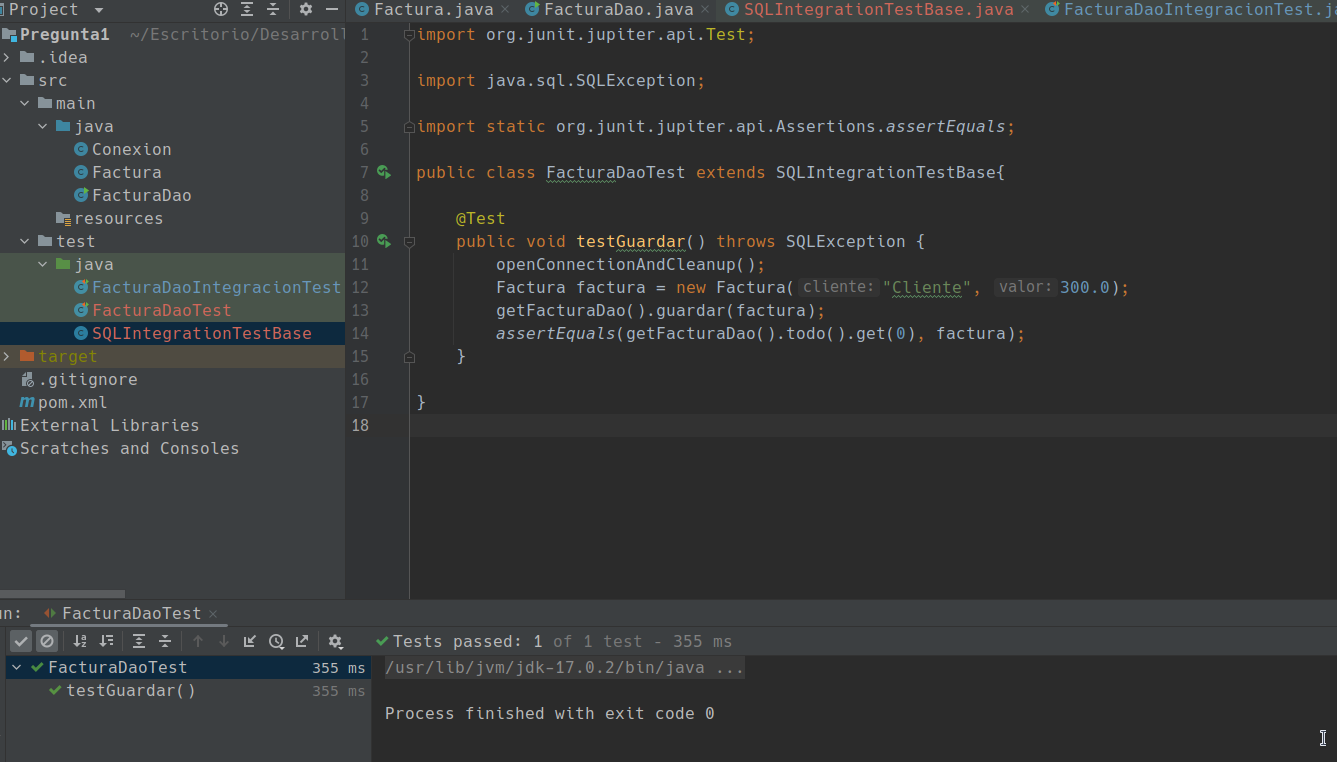 Project
Factura.java
FacturaDao.java
SQLIntegrationTestBase.java
FacturaDaoIntegracionTest.ja
Pregunta1 ~/Escritorio/Desarroll
.idea
src
main
java
Conexion
Factura
FacturaDao
resources
test
java
FacturaDaoIntegracionTest
FacturaDaoTest
SQLIntegrationTestBase
target
.gitignore
pom.xml
External Libraries
Scratches and Consoles
1 import org.junit.jupiter.api.Test;
2
3 import java.sql.SQLException;
4
5 import static org.junit.jupiter.api.Assertions.assertEquals;
6
7 public class FacturaDaoTest extends SQLIntegrationTestBase{
8
9 @Test
10 public void testGuardar() throws SQLException {
11 openConnectionAndCleanup();
12 Factura factura = new Factura( cliente: "Cliente", valor: 300.0);
13 getFacturaDao().guardar(factura);
14 assertEquals(getFacturaDao().todo().get(0), factura);
15 }
16
17 }
18
un: FacturaDaoTest
Tests passed: 1 of 1 test - 355 ms
FacturaDaoTest 355 ms
testGuardar() 355 ms
/usr/lib/jvm/jdk-17.0.2/bin/java ...
Process finished with exit code 0